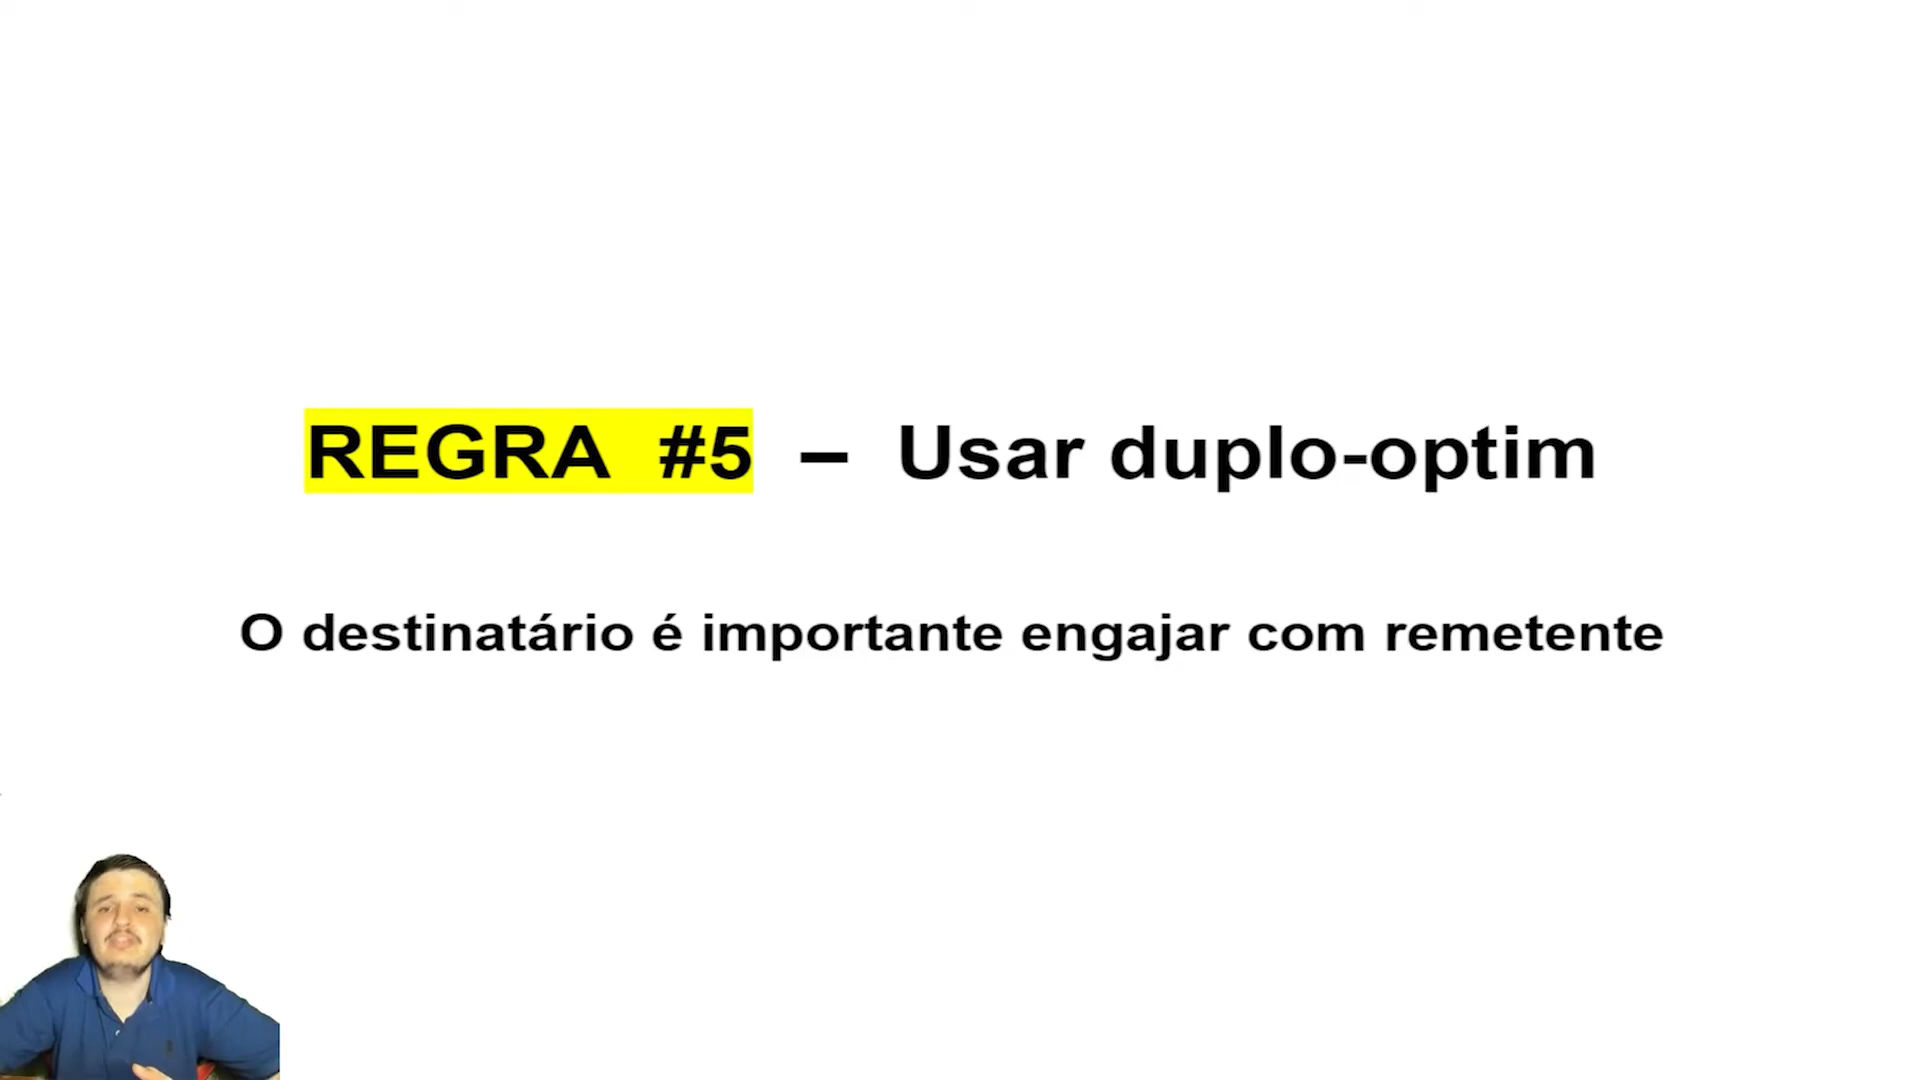 REGRA #5 – Usar duplo-optim
O destinatário é importante engajar com remetente